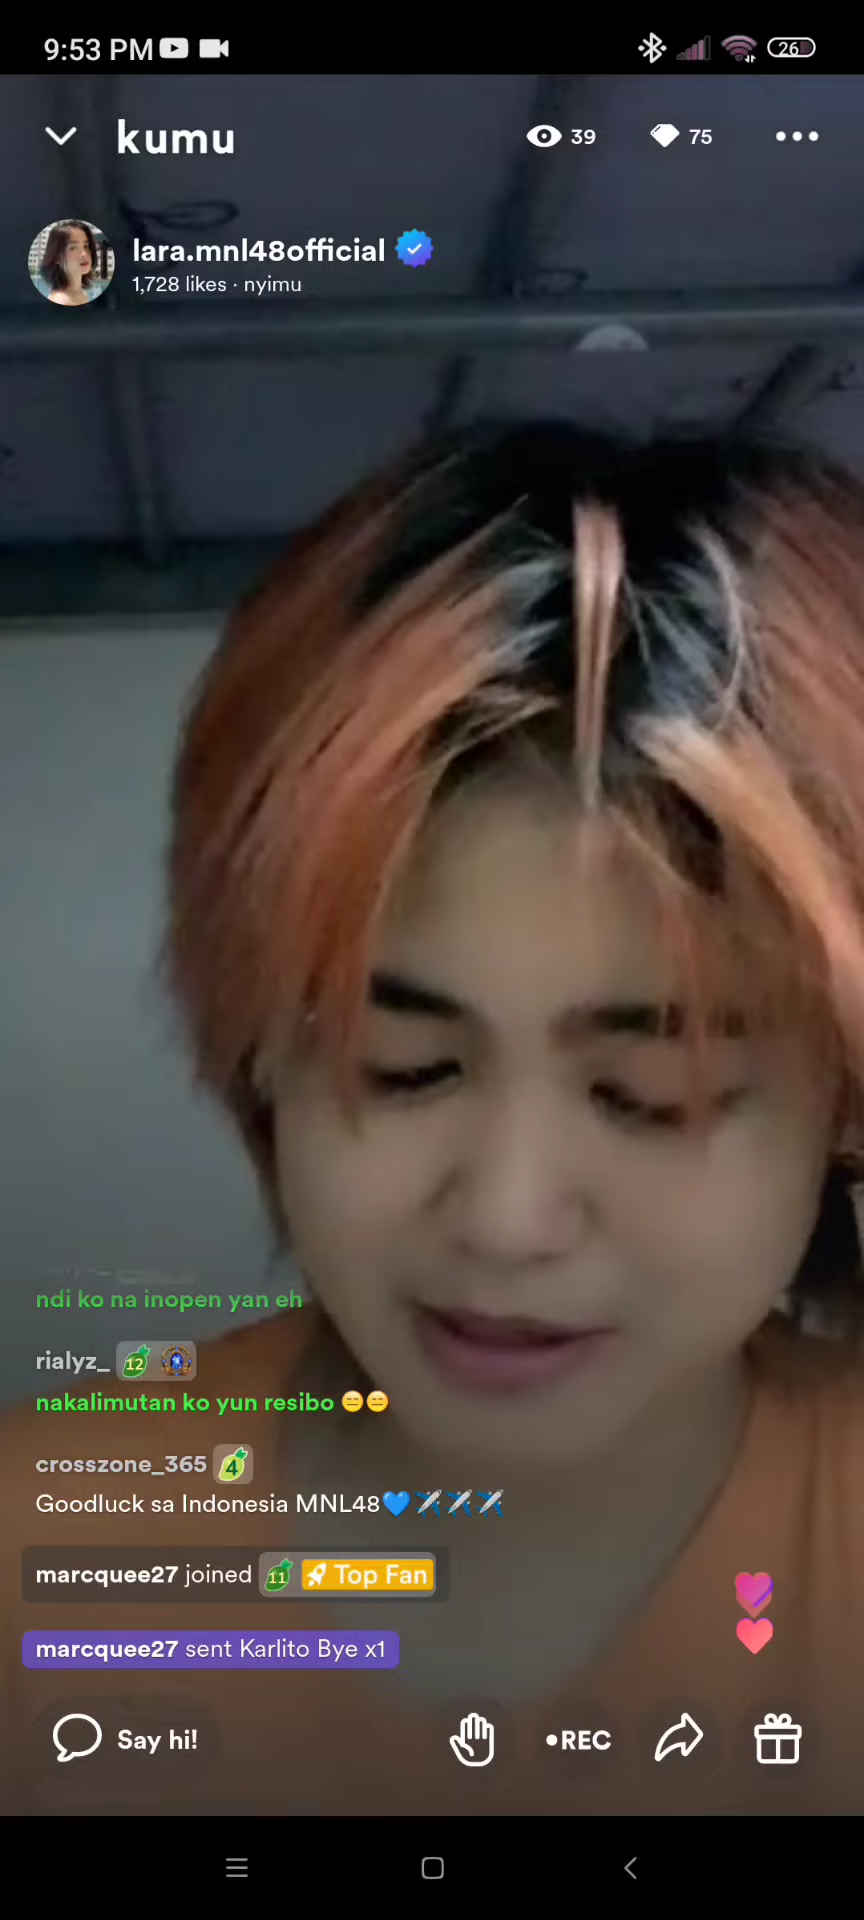 9:53 PM
26
kumu
39
75
lara.mnl48official
1,728 likes · nyimu
ndi ko na inopen yan eh
rialyz_ 12
nakalimutan ko yun resibo 😑😑
crosszone_365 4
Goodluck sa Indonesia MNL48💙✈️✈️✈️
marcquee27 joined 11 Top Fan
marcquee27 sent Karlito Bye x1
Say hi!
•REC